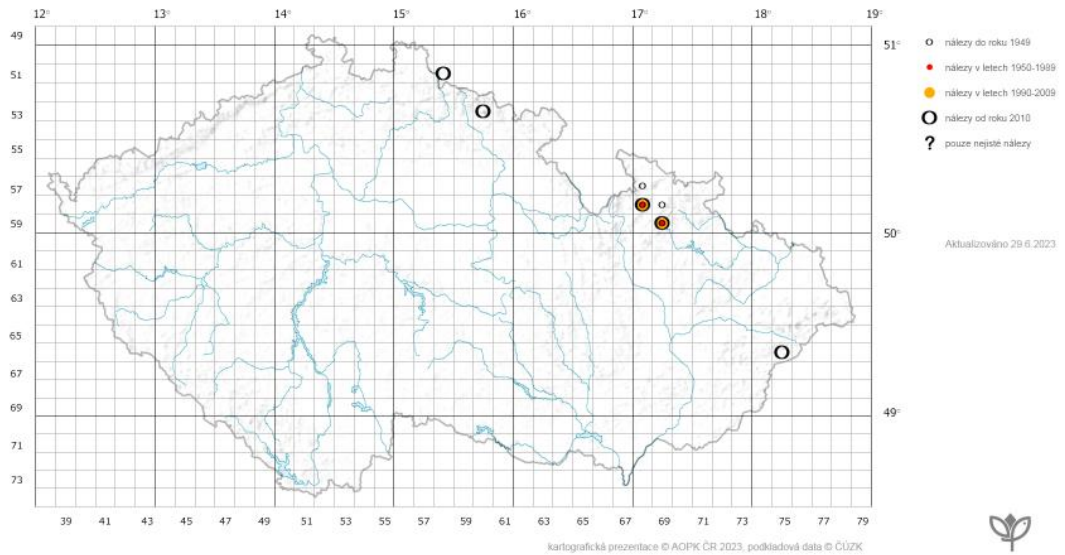 12° 13° 14° 15° 16° 17° 18° 19°
49 51°
nálezy do roku 1949
51
nálezy v letech 1950-1989
nálezy v letech 1990-2009
53
nálezy od roku 2010
? pouze nejisté nálezy
55
57
59 50°
Aktualizováno 29.6.2023
61
63
65
67
69 49°
71
73
39 41 43 45 47 49 51 53 55 57 59 61 63 65 67 69 71 73 75 77 79
kartografická prezentace © AOPK ČR 2023, podkladová data © ČÚZK